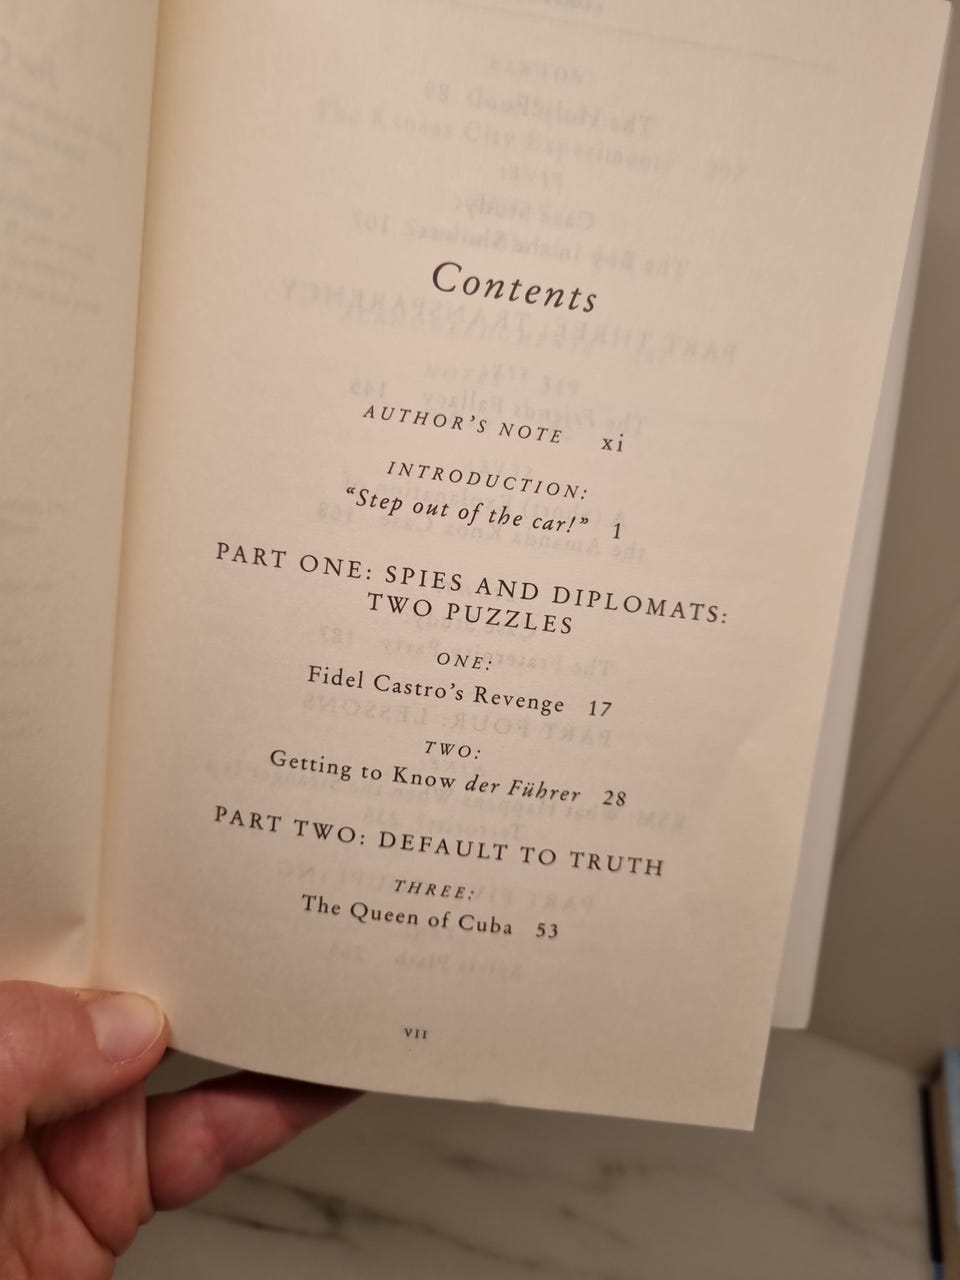 Contents
AUTHOR'S NOTE xi
INTRODUCTION:
“Step out of the car!” 1
PART ONE: SPIES AND DIPLOMATS:
TWO PUZZLES
ONE:
Fidel Castro’s Revenge 17
TWO:
Getting to Know der Führer 28
PART TWO: DEFAULT TO TRUTH
THREE:
The Queen of Cuba 53
VII